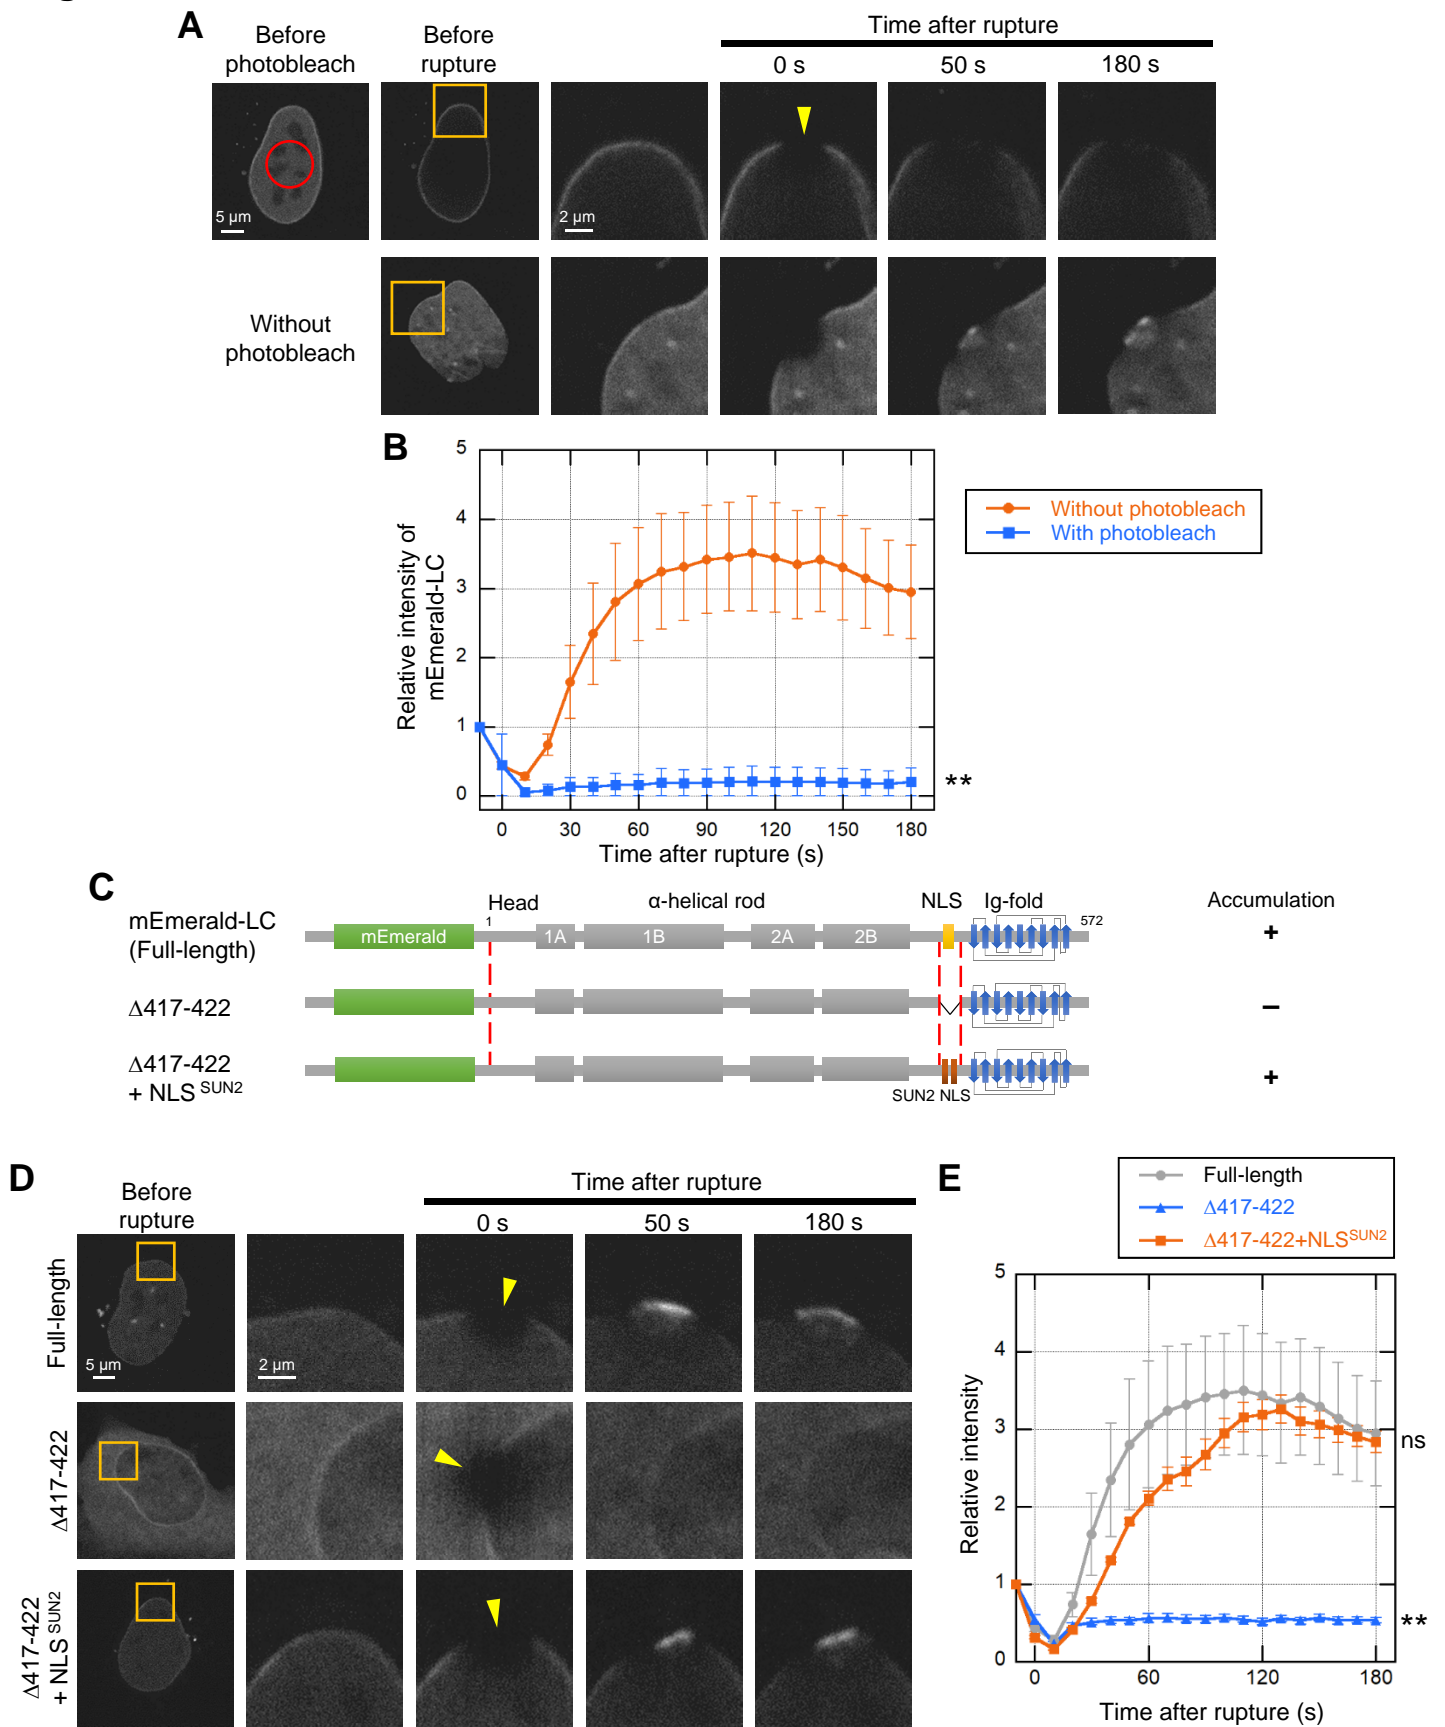 A
Before
photobleach
Before
rupture
Time after rupture
0 s
50 s
180 s
5 µm
2 µm
Without
photobleach
B
Relative intensity of
mEmerald-LC
5
4
3
2
1
0
0
30
60
90
120
150
180
Time after rupture (s)
Without photobleach
With photobleach
**
C
Head
α-helical rod
NLS
Ig-fold
Accumulation
mEmerald-LC
(Full-length)
mEmerald
1
1A
1B
2A
2B
572
+
Δ417-422
−
Δ417-422
+ NLS SUN2
SUN2 NLS
+
D
Before
rupture
Time after rupture
0 s
50 s
180 s
Full-length
5 µm
2 µm
Δ417-422
Δ417-422
+ NLS SUN2
E
Full-length
Δ417-422
Δ417-422+NLSSUN2
Relative intensity
5
4
3
2
1
0
ns
**
0
60
120
180
Time after rupture (s)